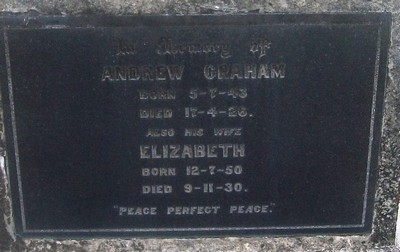 In Memory of
ANDREW GRAHAM
BORN 5-7-43
DIED 17-4-26.
ALSO HIS WIFE
ELIZABETH
BORN 12-7-50
DIED 9-11-30.
"PEACE PERFECT PEACE."